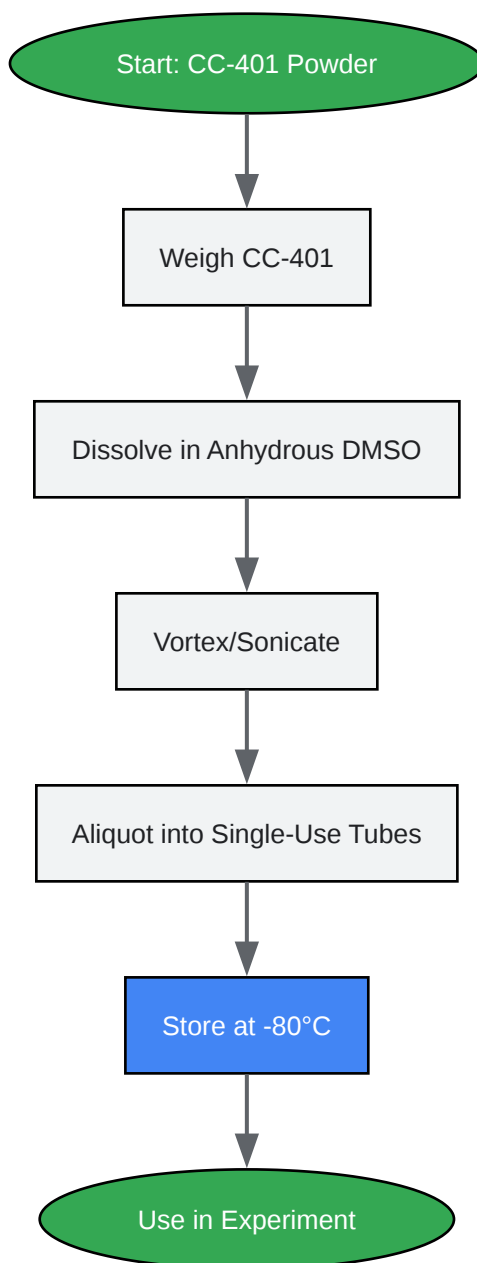 Start: CC-401 Powder
Weigh CC-401
Dissolve in Anhydrous DMSO
Vortex/Sonicate
Aliquot into Single-Use Tubes
Store at -80°C
Use in Experiment